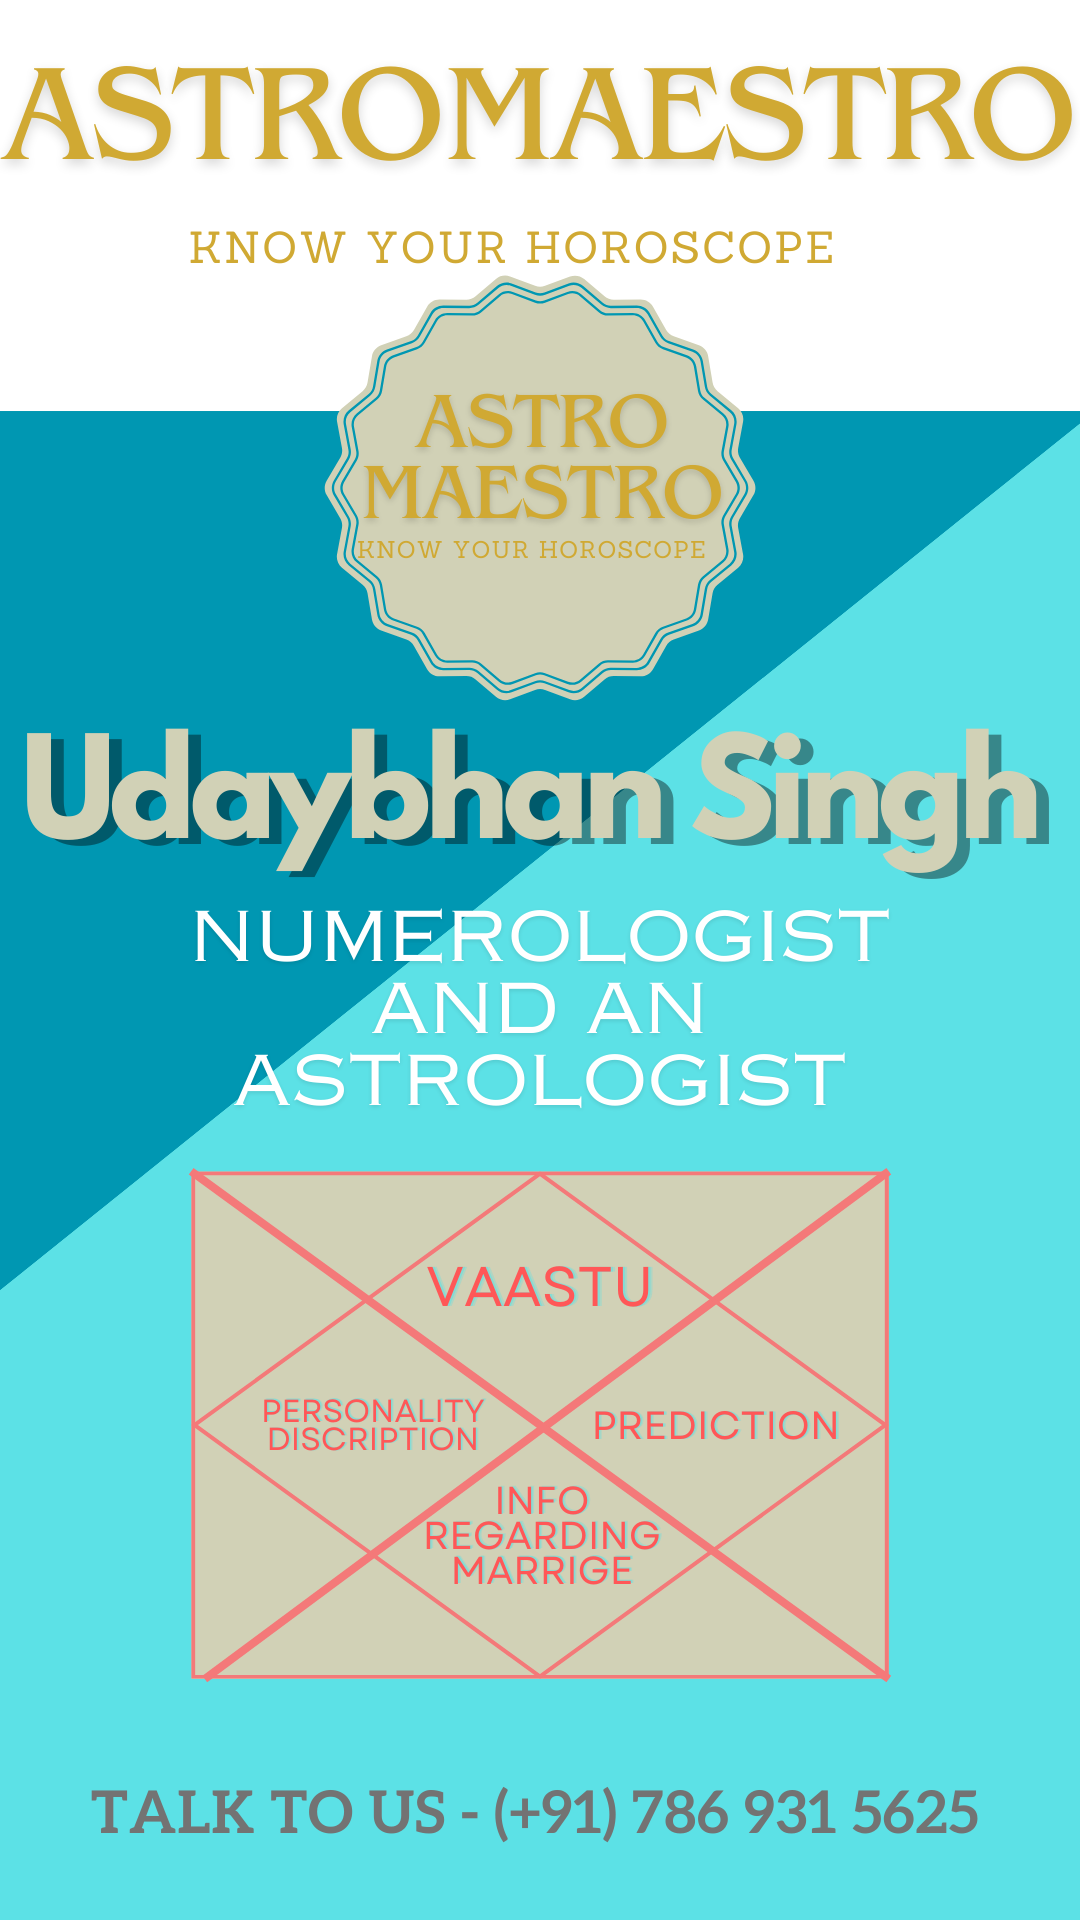 ASTROMAESTRO
KNOW YOUR HOROSCOPE
ASTRO
MAESTRO
KNOW YOUR HOROSCOPE
Udaybhan Singh
NUMEROLOGIST
AND AN
ASTROLOGIST
VAASTU
PERSONALITY
DISCRIPTION
PREDICTION
INFO
REGARDING
MARRIGE
TALK TO US - (+91) 786 931 5625